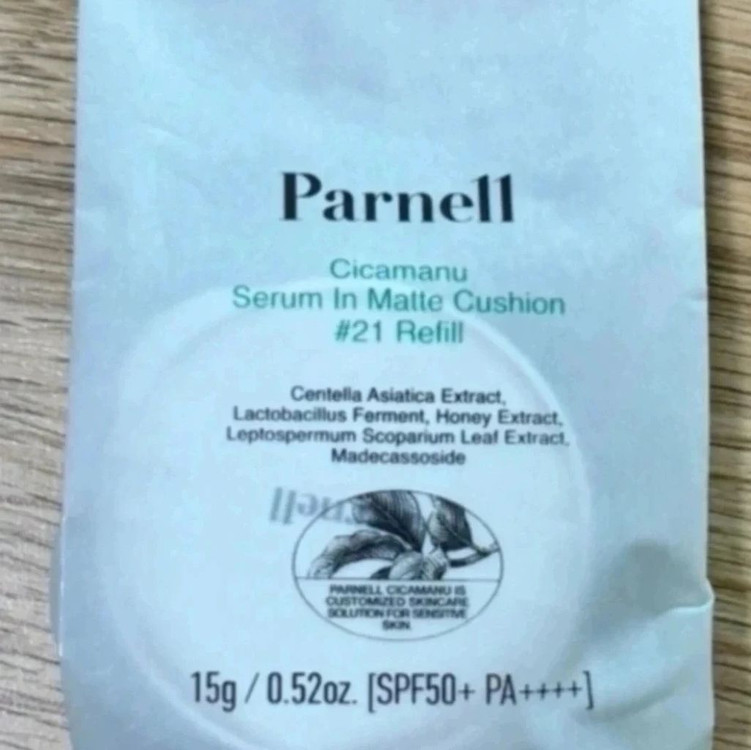 Parnell
Cicamanu
Serum In Matte Cushion
#21 Refill
Centella Asiatica Extract,
Lactobacillus Ferment, Honey Extract,
Leptospermum Scoparium Leaf Extract,
Madecassoside
PARNELL CICAMANU IS
CUSTOMIZED SKINCARE
SOLUTION FOR SENSITIVE
SKIN.
15g / 0.52oz. [SPF50+ PA++++]